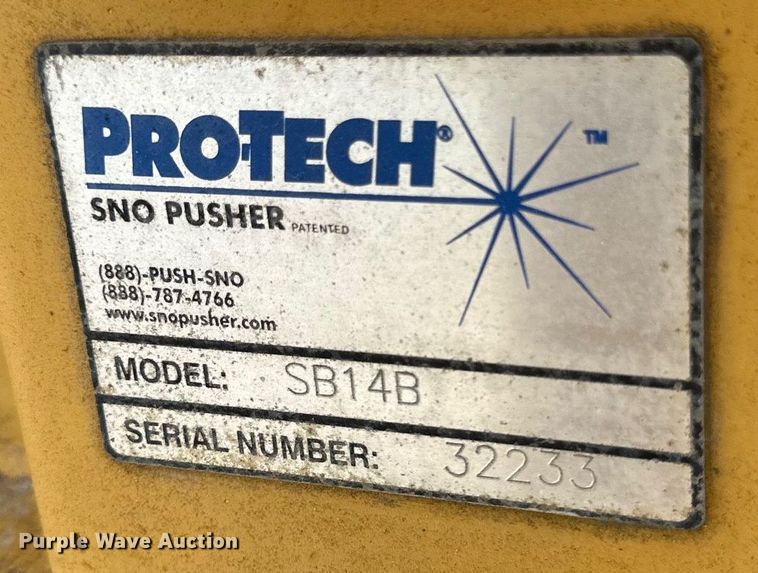 PRO-TECH®
TM
SNO PUSHER PATENTED
(888)-PUSH-SNO
(888)-787-4766
www.snopusher.com
MODEL: SB14B
SERIAL NUMBER: 32233
Purple Wave Auction